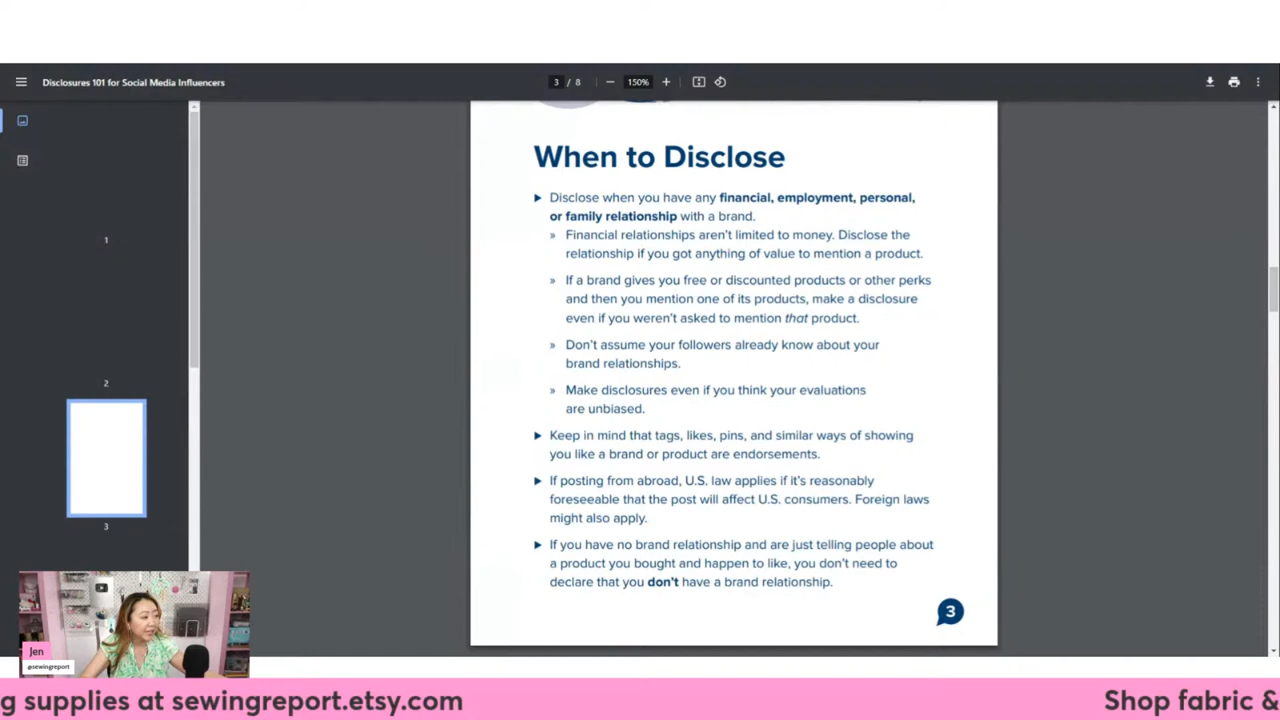 Disclosures 101 for Social Media Influencers
3 / 8
150%
1
2
3
When to Disclose
Disclose when you have any financial, employment, personal,
or family relationship with a brand.
» Financial relationships aren’t limited to money. Disclose the
relationship if you got anything of value to mention a product.
» If a brand gives you free or discounted products or other perks
and then you mention one of its products, make a disclosure
even if you weren’t asked to mention that product.
» Don’t assume your followers already know about your
brand relationships.
» Make disclosures even if you think your evaluations
are unbiased.
Keep in mind that tags, likes, pins, and similar ways of showing
you like a brand or product are endorsements.
If posting from abroad, U.S. law applies if it’s reasonably
foreseeable that the post will affect U.S. consumers. Foreign laws
might also apply.
If you have no brand relationship and are just telling people about
a product you bought and happen to like, you don’t need to
declare that you don’t have a brand relationship.
3
Jen
@sewingreport
g supplies at sewingreport.etsy.com
Shop fabric &